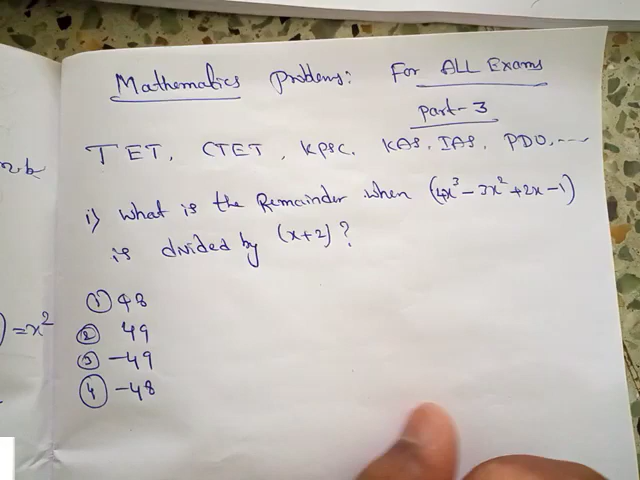 Mathematics problems: For ALL Exams
part-3
TET, CTET, KPSC. KAS, IAS, PDO,----
1) What is the Remainder when (4x³-3x²+2x-1)
is divided by (x+2)?
① 48
② 49
③ -49
④ -48
)=x²